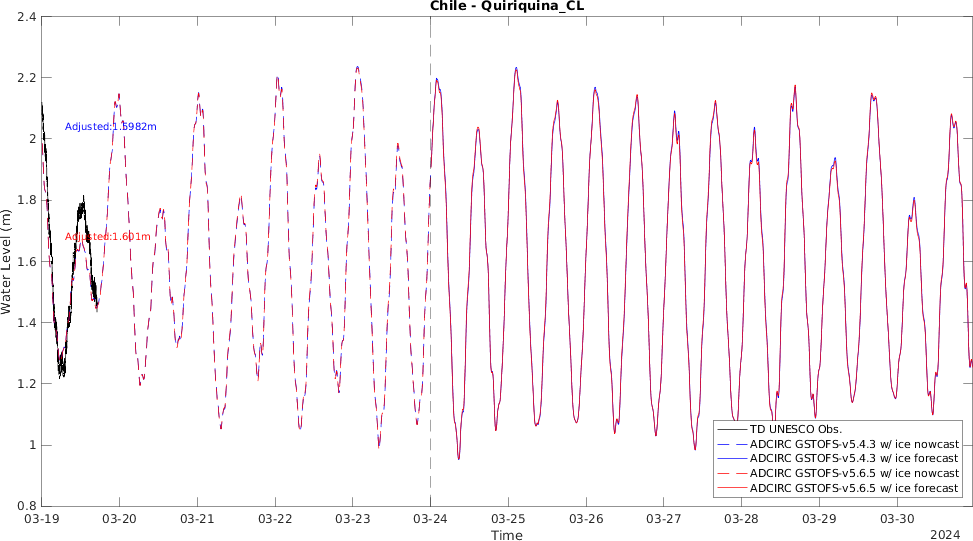 Chile - Quiriquina_CL
2.4
2.2
2
1.8
1.6
1.4
1.2
1
0.8
Water Level (m)
Adjusted:1.5982m
Adjusted:1.601m
TD UNESCO Obs.
ADCIRC GSTOFS-v5.4.3 w/ ice nowcast
ADCIRC GSTOFS-v5.4.3 w/ ice forecast
ADCIRC GSTOFS-v5.6.5 w/ ice nowcast
ADCIRC GSTOFS-v5.6.5 w/ ice forecast
03-19 03-20 03-21 03-22 03-23 03-24 03-25 03-26 03-27 03-28 03-29 03-30
Time
2024